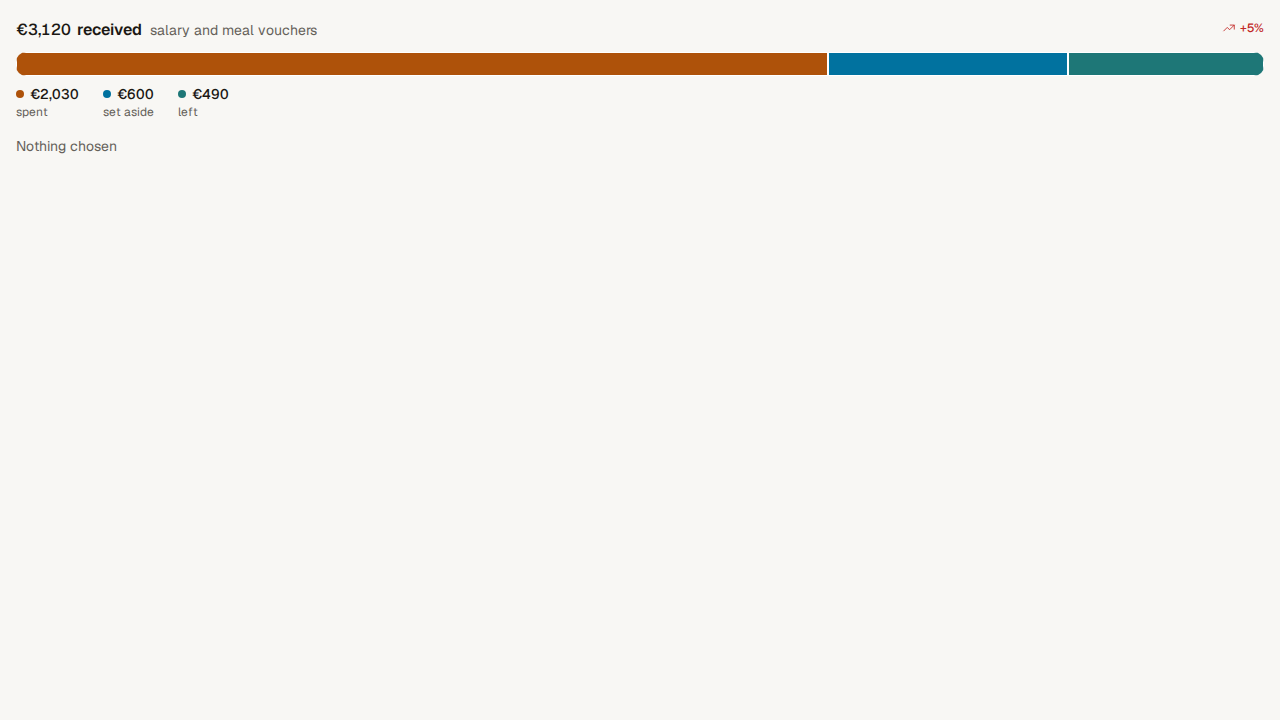 €3,120 received salary and meal vouchers +5%
€2,030 €600 €490
spent set aside left
Nothing chosen